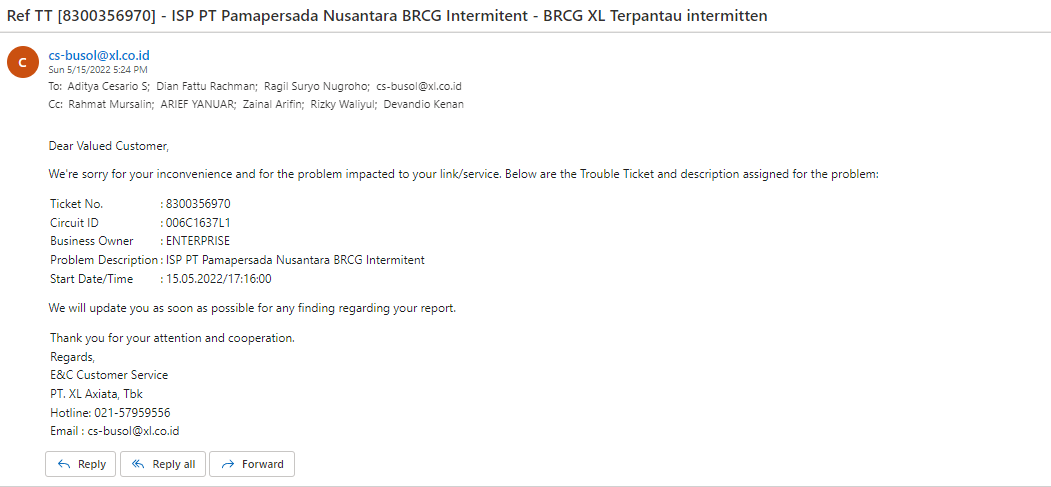 Ref TT [8300356970] - ISP PT Pamapersada Nusantara BRCG Intermitent - BRCG XL Terpantau intermitten
C
cs-busol@xl.co.id
Sun 5/15/2022 5:24 PM
To: Aditya Cesario S; Dian Fattu Rachman; Ragil Suryo Nugroho; cs-busol@xl.co.id
Cc: Rahmat Mursalin; ARIEF YANUAR; Zainal Arifin; Rizky Waliyul; Devandio Kenan
Dear Valued Customer,
We're sorry for your inconvenience and for the problem impacted to your link/service. Below are the Trouble Ticket and description assigned for the problem:
Ticket No. : 8300356970
Circuit ID : 006C1637L1
Business Owner : ENTERPRISE
Problem Description : ISP PT Pamapersada Nusantara BRCG Intermitent
Start Date/Time : 15.05.2022/17:16:00
We will update you as soon as possible for any finding regarding your report.
Thank you for your attention and cooperation.
Regards,
E&C Customer Service
PT. XL Axiata, Tbk
Hotline: 021-57959556
Email : cs-busol@xl.co.id
Reply Reply all Forward